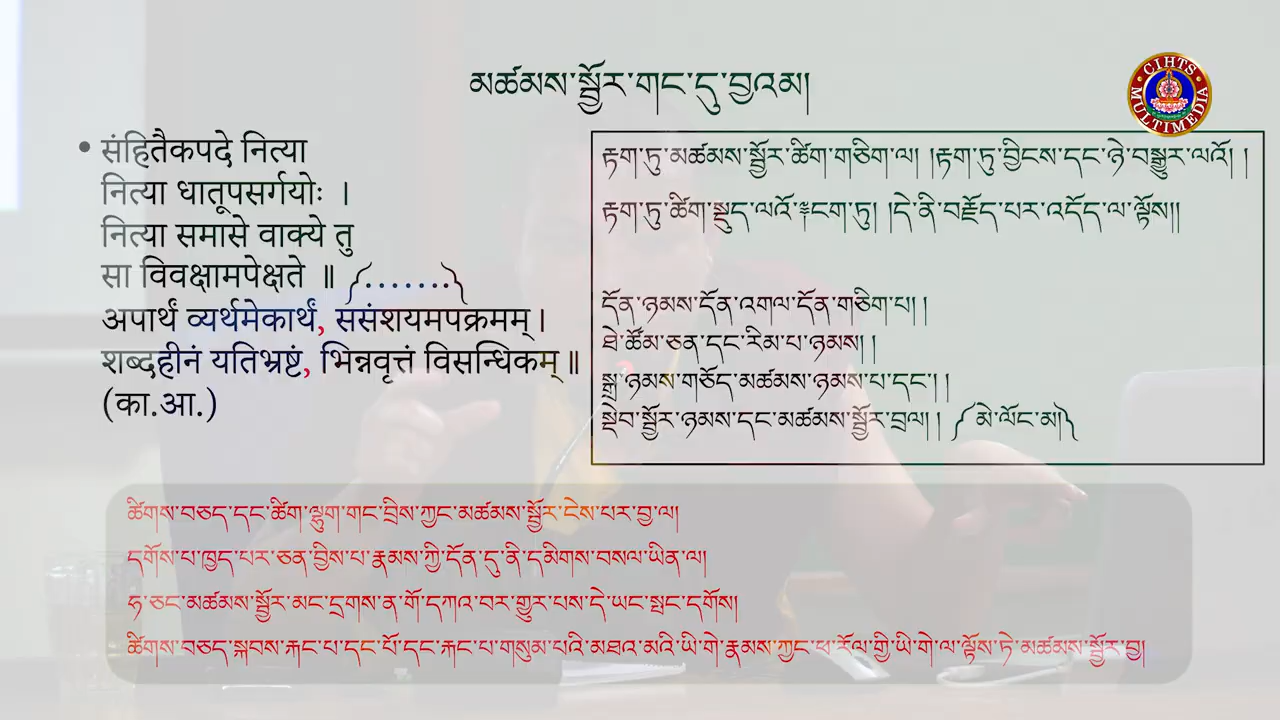 མཚམས་སྦྱོར་གང་དུ་བྱའམ།
CIHTS
MULTIMEDIA
• संहितैकपदे नित्या
नित्या धातूपसर्गयोः ।
नित्या समासे वाक्ये तु
सा विवक्षामपेक्षते ॥ ༼.......༽
अपार्थं व्यर्थमेकार्थं, ससंशयमपक्रमम्।
शब्दहीनं यतिभ्रष्टं, भिन्नवृत्तं विसन्धिकम्॥
(का.आ.)
རྟག་ཏུ་མཚམས་སྦྱོར་ཚིག་གཅིག་ལ། །རྟག་ཏུ་བྱིངས་དང་ཉེ་བསྒྱུར་ལའོ། །
རྟག་ཏུ་ཚིག་སྡུད་ལའོ་ངག་ཏུ། །དེ་ནི་བརྗོད་པར་འདོད་ལ་ལྟོས།།
དོན་ཉམས་དོན་འགལ་དོན་གཅིག་པ། །
ཐེ་ཚོམ་ཅན་དང་རིམ་པ་ཉམས། །
སྒྲ་ཉམས་གཅོད་མཚམས་ཉམས་པ་དང་། །
སྡེབ་སྦྱོར་ཉམས་དང་མཚམས་སྦྱོར་བྲལ། ། ༼ མེ་ལོང་མ།༽
ཚིགས་བཅད་དང་ཚིག་ལྷུག་གང་བྲིས་ཀྱང་མཚམས་སྦྱོར་ངེས་པར་བྱ་ལ།
དགོས་པ་ཁྱད་པར་ཅན་བྱིས་པ་རྣམས་ཀྱི་དོན་དུ་ནི་དམིགས་བསལ་ཡིན་ལ།
ཧ་ཅང་མཚམས་སྦྱོར་མང་དྲགས་ན་གོ་དཀའ་བར་གྱུར་པས་དེ་ཡང་སྤང་དགོས།
ཚིགས་བཅད་སྐབས་རྐང་པ་དང་པོ་དང་རྐང་པ་གསུམ་པའི་མཐའ་མའི་ཡི་གེ་རྣམས་ཀྱང་ཕ་རོལ་གྱི་ཡི་གེ་ལ་ལྟོས་ཏེ་མཚམས་སྦྱོར་བྱ།